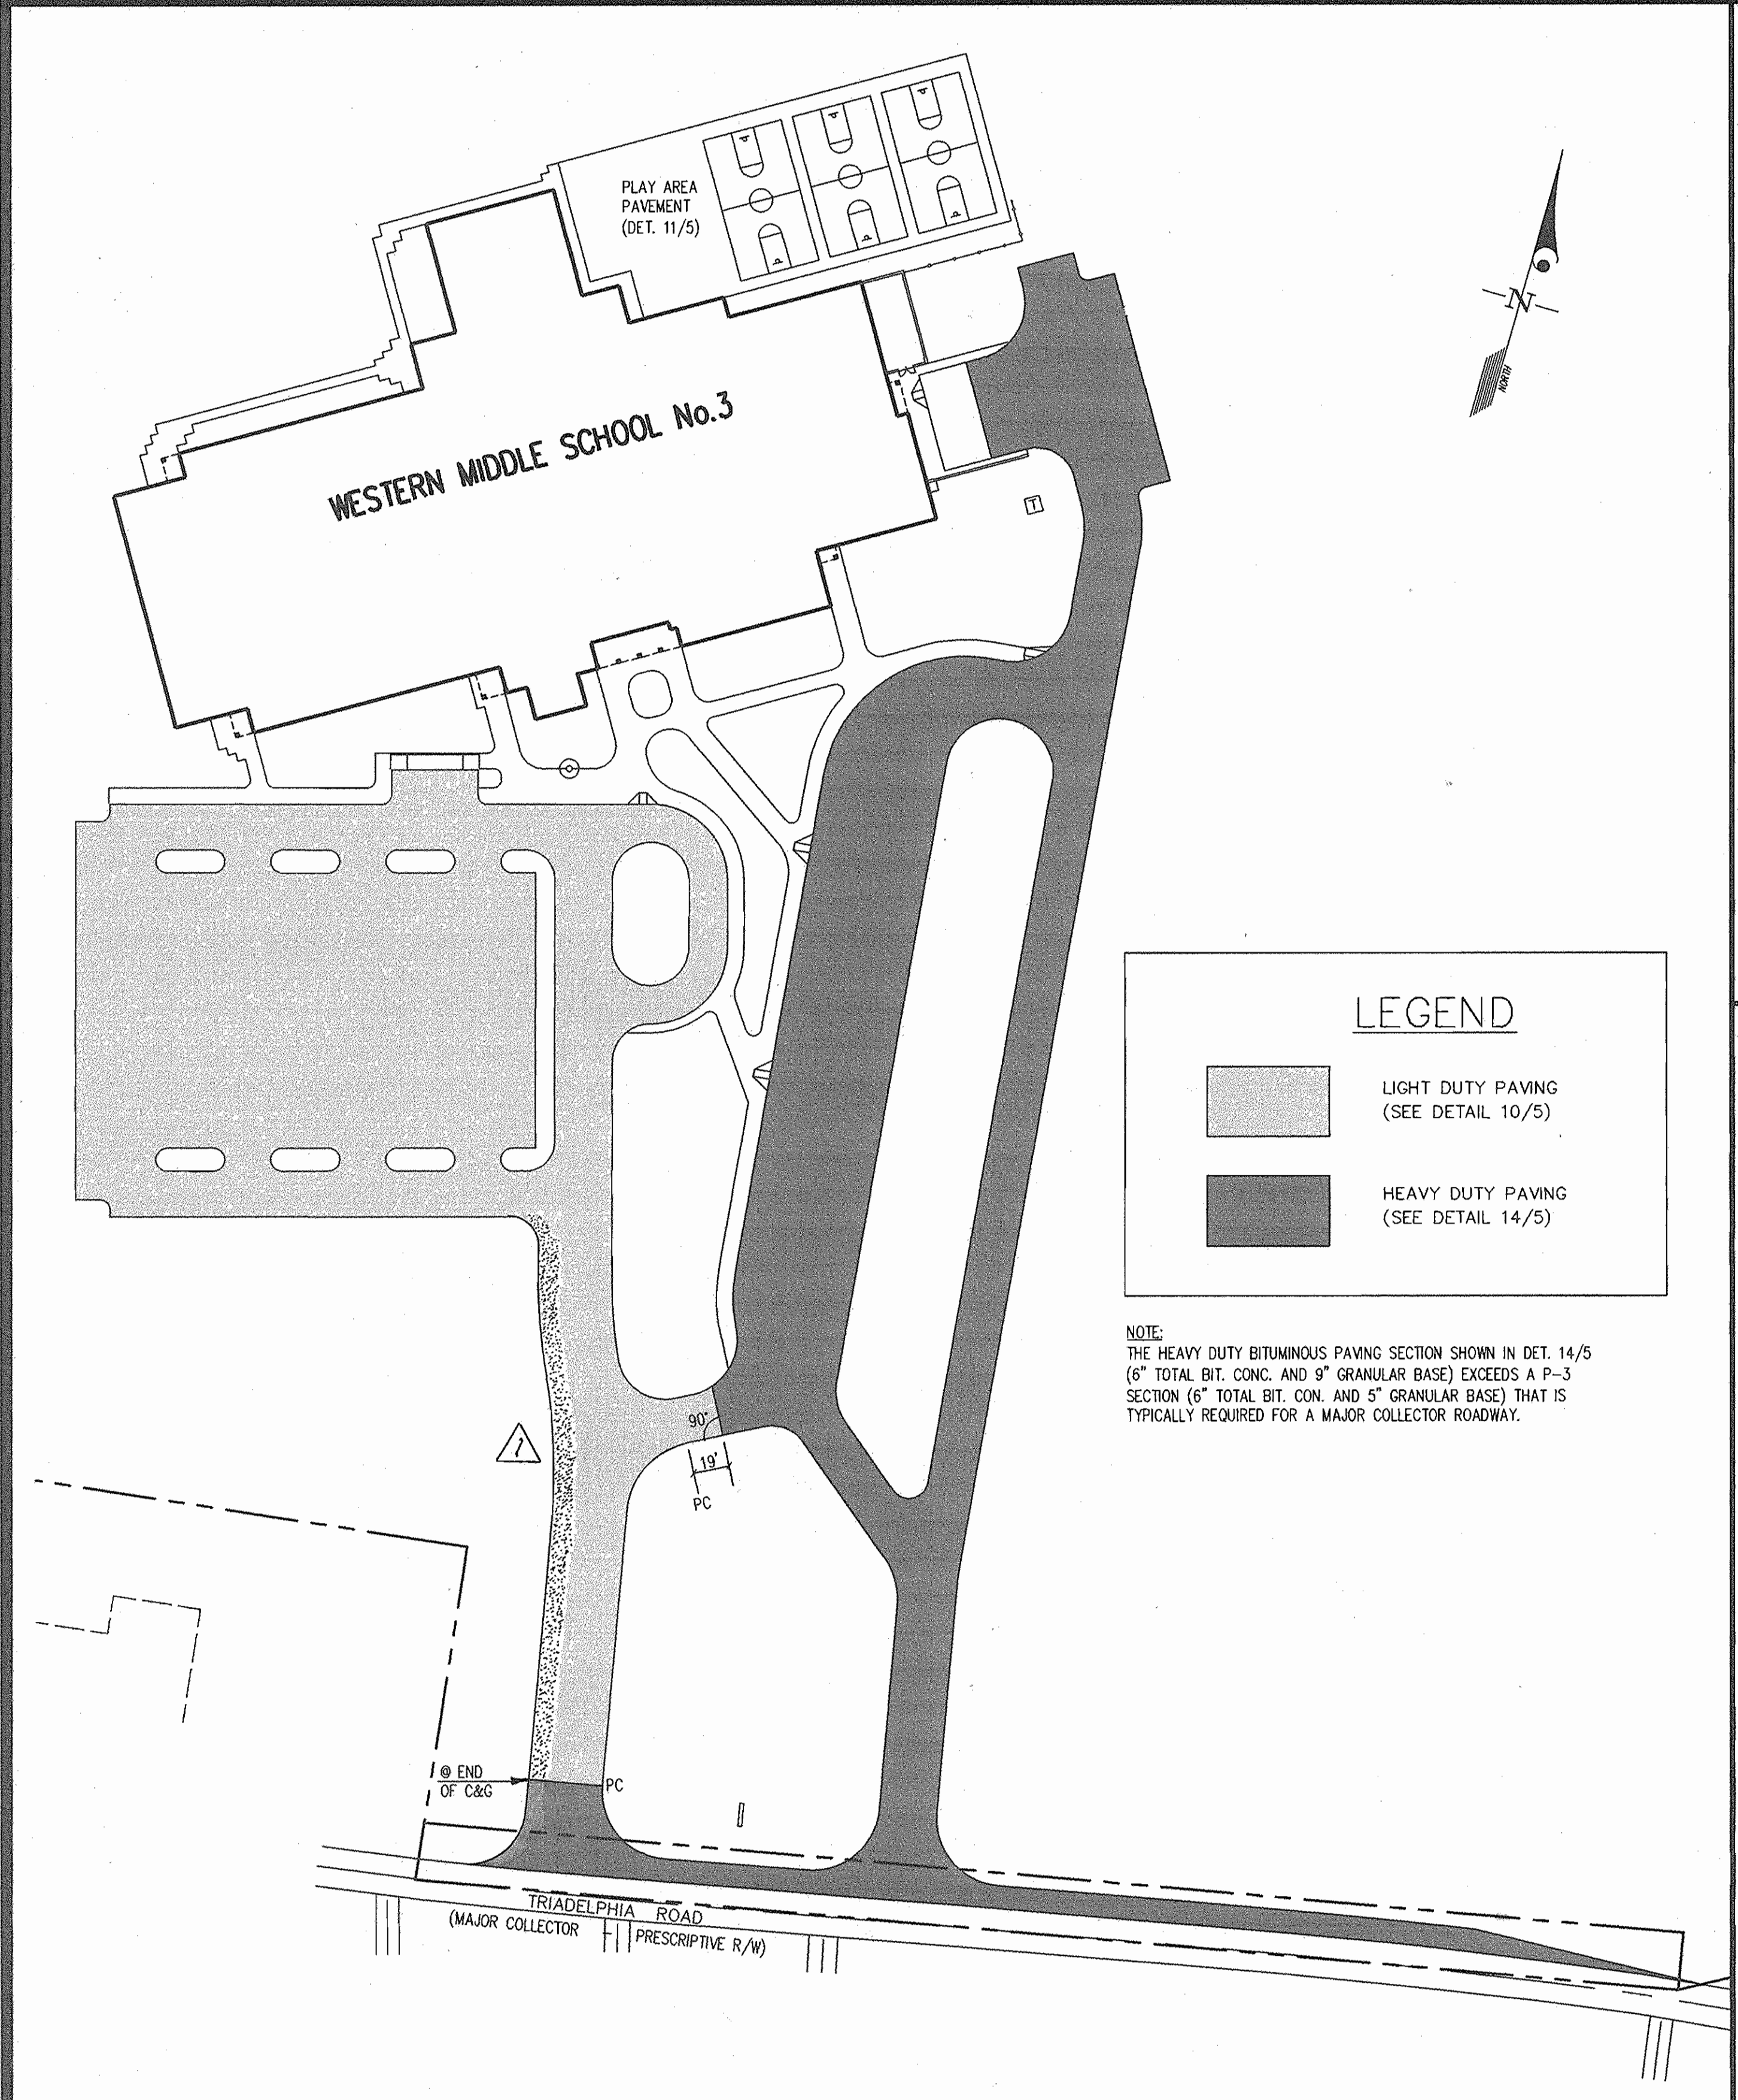 PLAY AREA
PAVEMENT
(DET. 11/5)
N
NORTH
WESTERN MIDDLE SCHOOL No.3
T
LEGEND
LIGHT DUTY PAVING
(SEE DETAIL 10/5)
HEAVY DUTY PAVING
(SEE DETAIL 14/5)
NOTE:
THE HEAVY DUTY BITUMINOUS PAVING SECTION SHOWN IN DET. 14/5
(6" TOTAL BIT. CONC. AND 9" GRANULAR BASE) EXCEEDS A P-3
SECTION (6" TOTAL BIT. CON. AND 5" GRANULAR BASE) THAT IS
TYPICALLY REQUIRED FOR A MAJOR COLLECTOR ROADWAY.
90°
19'
PC
1
@ END
OF C&G
PC
TRIADELPHIA ROAD
(MAJOR COLLECTOR - PRESCRIPTIVE R/W)